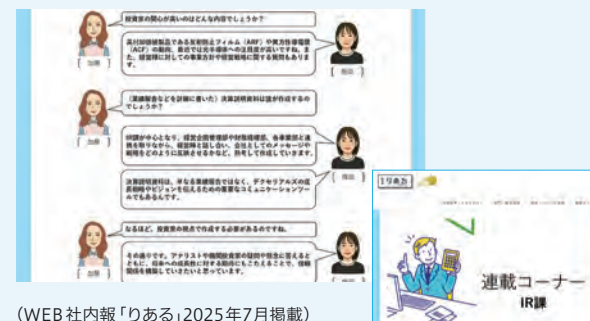 投資家の関心が高いのはどんな内容でしょうか？
[ 加藤 ]
高付加価値製品である反射防止フィルム（ARF）や異方性導電膜
（ACF）の動向、最近では光半導体への注目度が高いですね。ま
た、経営陣に対しての事業方針や経営戦略に関する質問もありま
す。
（業績報告などを詳細に書いた）決算説明資料は誰が作成するの
でしょうか？
[ 加藤 ]
IR課が中心となり、経営企画管理部や財務経理部、各事業部と連
携を取りながら、経営陣と話し合い、会社としてのメッセージや
戦略をどのように反映させるかなど、熟考して作成していきます。
決算説明資料は、単なる業績報告ではなく、デクセリアルズの成
長戦略やビジョンを伝えるための重要なコミュニケーションツー
ルでもあるんです。
なるほど、投資家の視点で作成する必要があるのですね。
[ 加藤 ]
その通りです。アナリストや機関投資家の疑問や懸念に答えると
ともに、将来への成長性に対する期待にもこたえることで、信頼
関係を構築していきたいと思っています。
りある
連載コーナー
IR課
（WEB社内報「りある」2025年7月掲載）